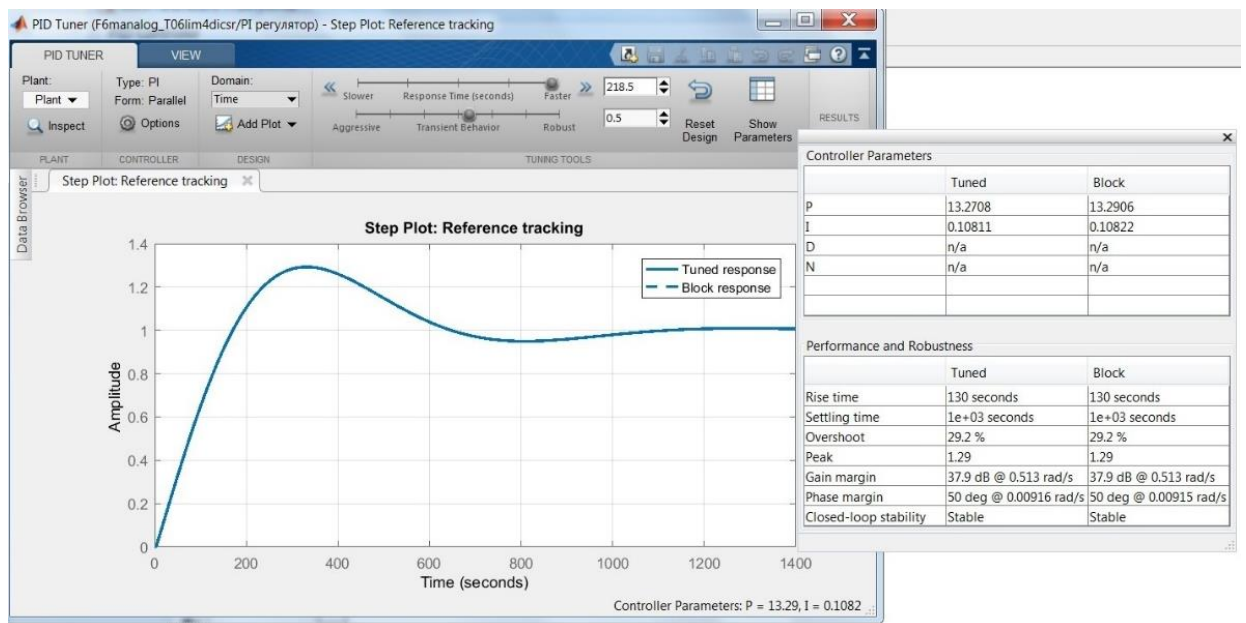 PID Tuner (F6manalog_T06lim4dicsr/PI регулятор) - Step Plot: Reference tracking
PID TUNER VIEW
Plant: Type: PI Domain:
Plant Form: Parallel Time
Inspect Options Add Plot
Slower Response Time (seconds) Faster 218.5
Aggressive Transient Behavior Robust 0.5
Reset Design
Show Parameters
RESULTS
PLANT CONTROLLER DESIGN TUNING TOOLS
Data Browser
Step Plot: Reference tracking
Step Plot: Reference tracking
Tuned response
Block response
Amplitude
1.4
1.2
1
0.8
0.6
0.4
0.2
0
0 200 400 600 800 1000 1200 1400
Time (seconds)
Controller Parameters: P = 13.29, I = 0.1082
Controller Parameters
Tuned Block
P 13.2708 13.2906
I 0.10811 0.10822
D n/a n/a
N n/a n/a
Performance and Robustness
Tuned Block
Rise time 130 seconds 130 seconds
Settling time 1e+03 seconds 1e+03 seconds
Overshoot 29.2 % 29.2 %
Peak 1.29 1.29
Gain margin 37.9 dB @ 0.513 rad/s 37.9 dB @ 0.513 rad/s
Phase margin 50 deg @ 0.00916 rad/s 50 deg @ 0.00915 rad/s
Closed-loop stability Stable Stable